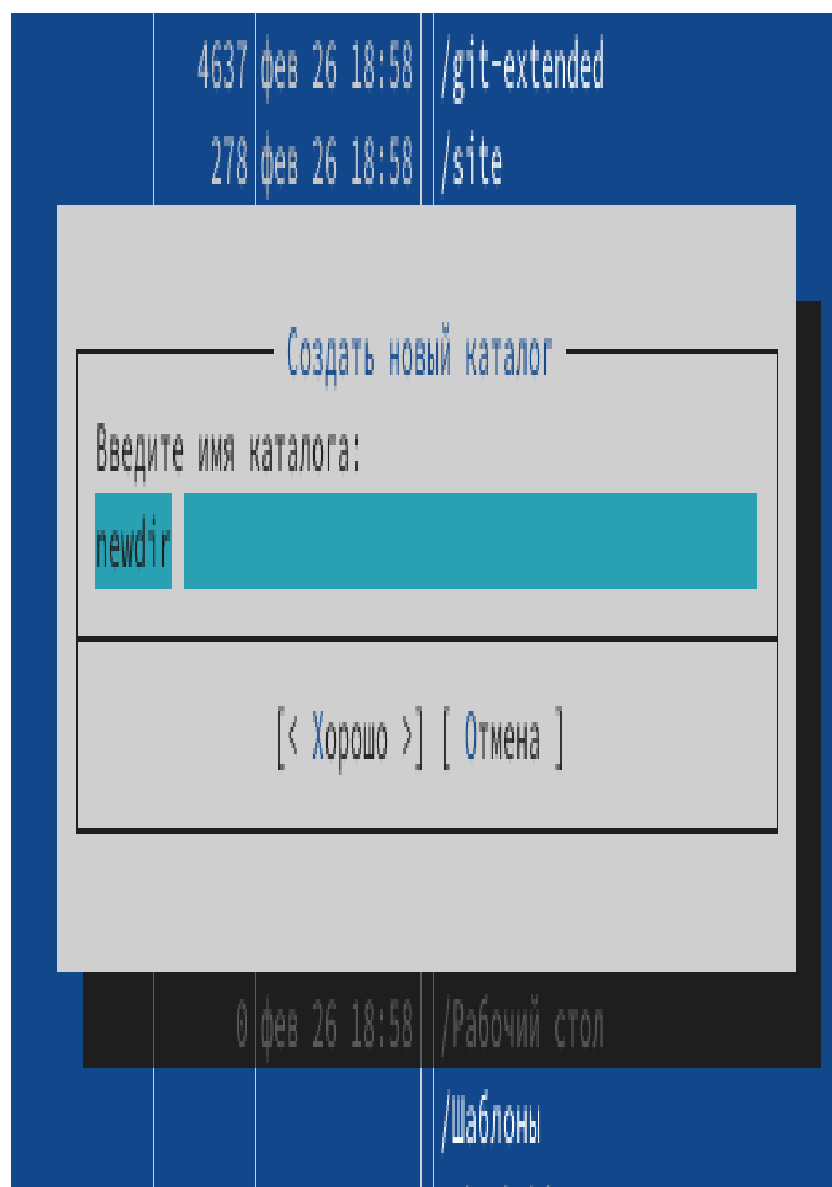 4637 фев 26 18:58 /git-extended
278 фев 26 18:58 /site
Создать новый каталог
Введите имя каталога:
newdir
[< Хорошо >] [ Отмена ]
0 фев 26 18:58 /Рабочий стол
/Шаблоны